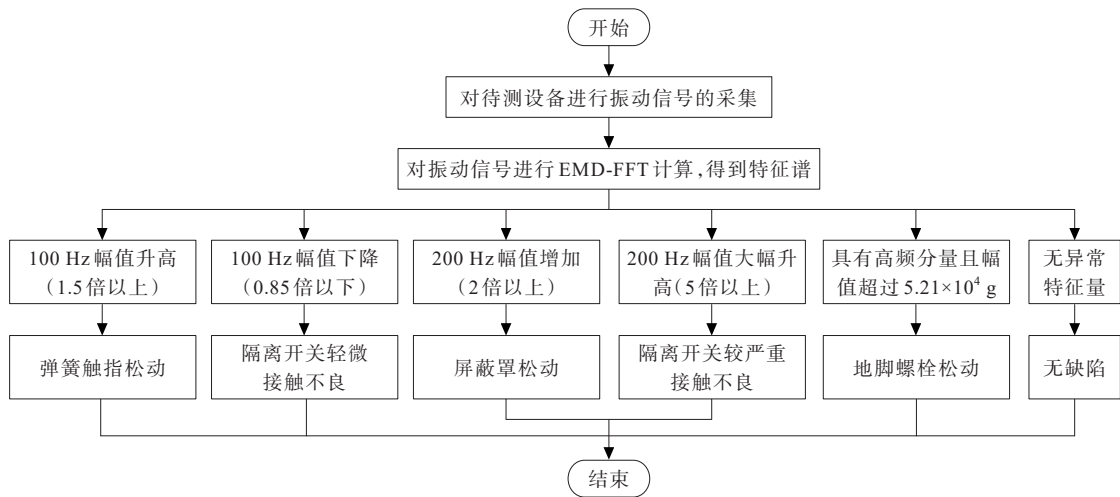 开始
对待测设备进行振动信号的采集
对振动信号进行EMD-FFT计算,得到特征谱
100 Hz幅值升高
(1.5倍以上)
100 Hz幅值下降
(0.85倍以下)
200 Hz幅值增加
(2倍以上)
200 Hz幅值大幅升
高(5倍以上)
具有高频分量且幅
值超过5.21×10⁴ g
无异常
特征量
弹簧触指松动
隔离开关轻微
接触不良
屏蔽罩松动
隔离开关较严重
接触不良
地脚螺栓松动
无缺陷
结束